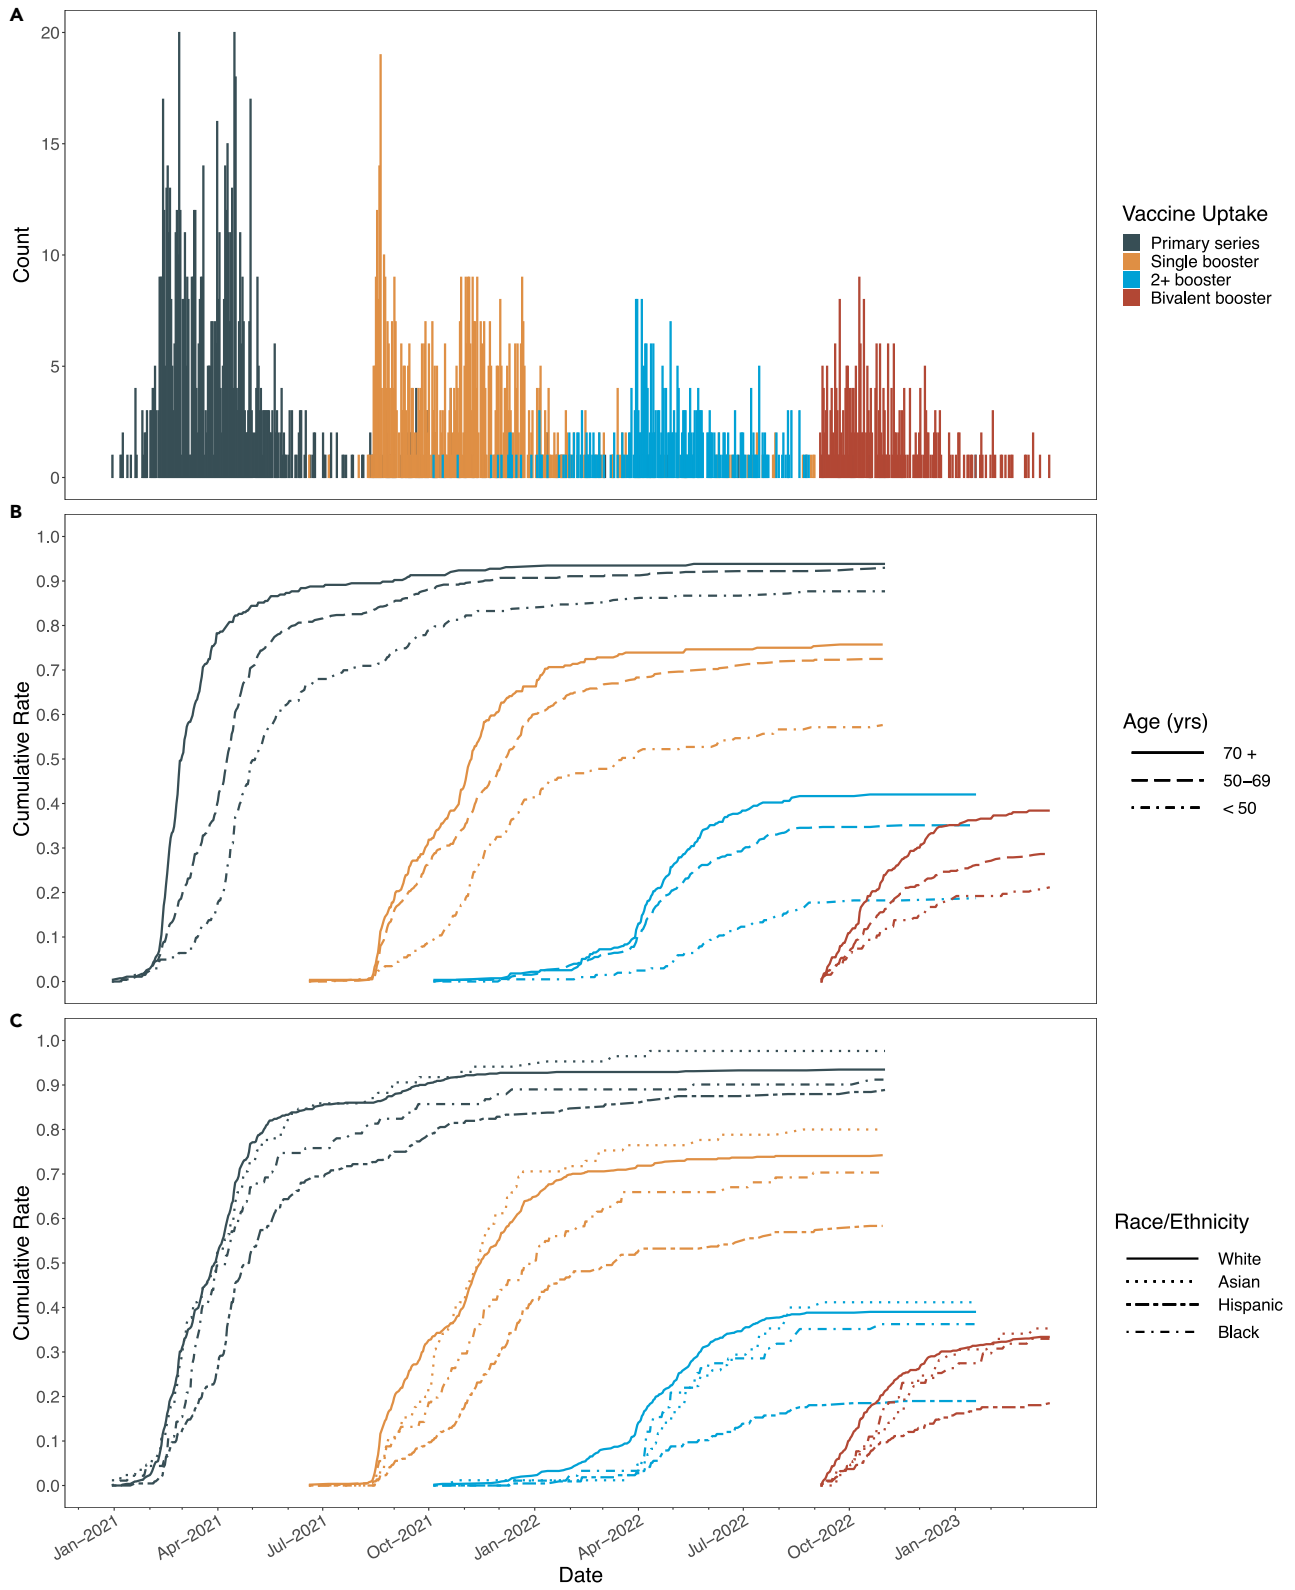 A
20
15
10
5
0
Count
Vaccine Uptake
Primary series
Single booster
2+ booster
Bivalent booster
B
1.0
0.9
0.8
0.7
0.6
0.5
0.4
0.3
0.2
0.1
0.0
Cumulative Rate
Age (yrs)
70 +
50–69
< 50
C
1.0
0.9
0.8
0.7
0.6
0.5
0.4
0.3
0.2
0.1
0.0
Cumulative Rate
Race/Ethnicity
White
Asian
Hispanic
Black
Jan–2021
Apr–2021
Jul–2021
Oct–2021
Jan–2022
Apr–2022
Jul–2022
Oct–2022
Jan–2023
Date